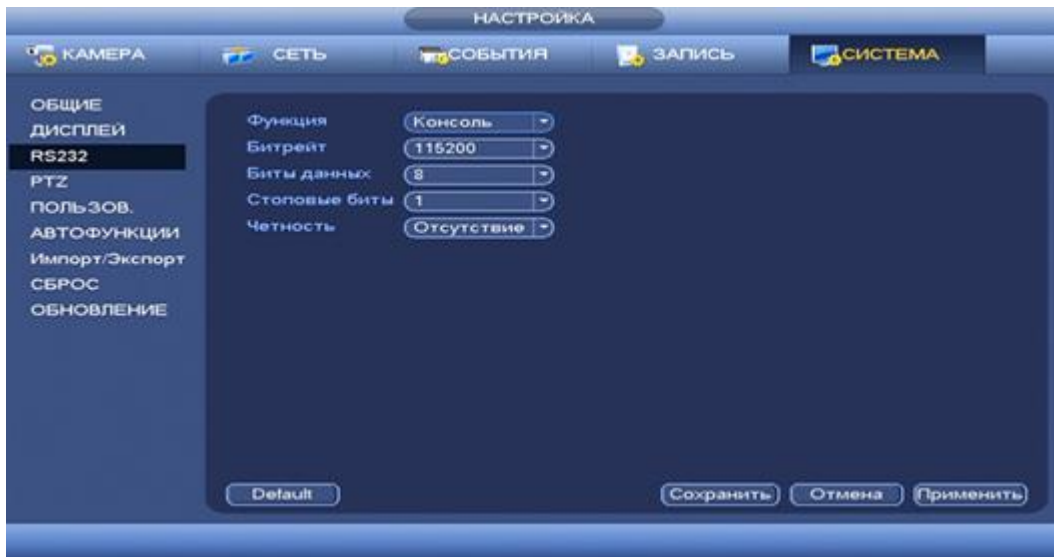 НАСТРОЙКА
КАМЕРА СЕТЬ СОБЫТИЯ ЗАПИСЬ СИСТЕМА
ОБЩИЕ
ДИСПЛЕЙ
RS232
PTZ
ПОЛЬЗОВ.
АВТОФУНКЦИИ
Импорт/Экспорт
СБРОС
ОБНОВЛЕНИЕ
Функция Консоль
Битрейт 115200
Биты данных 8
Стоповые биты 1
Четность Отсутствие
Default Сохранить Отмена Применить